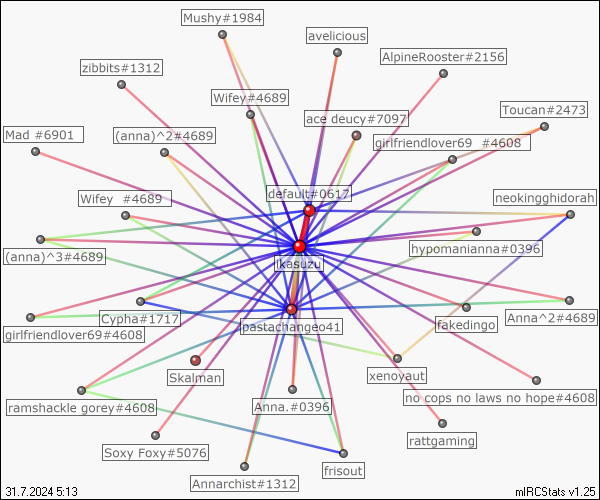 Mushy#1984
avelicious
AlpineRooster#2156
zibbits#1312
Wifey#4689
Toucan#2473
ace deucy#7097
Mad #6901
(anna)^2#4689
girlfriendlover69 #4608
default#0617
Wifey #4689
neokingghidorah
hypomanianna#0396
(anna)^3#4689
ikasuzu
Cypha#1717
Anna^2#4689
pastachangeo41
fakedingo
girlfriendlover69#4608
Skalman
xenoyaut
no cops no laws no hope#4608
ramshackle gorey#4608
Anna.#0396
rattgaming
Soxy Foxy#5076
frisout
Annarchist#1312
31.7.2024 5:13
mIRCStats v1.25